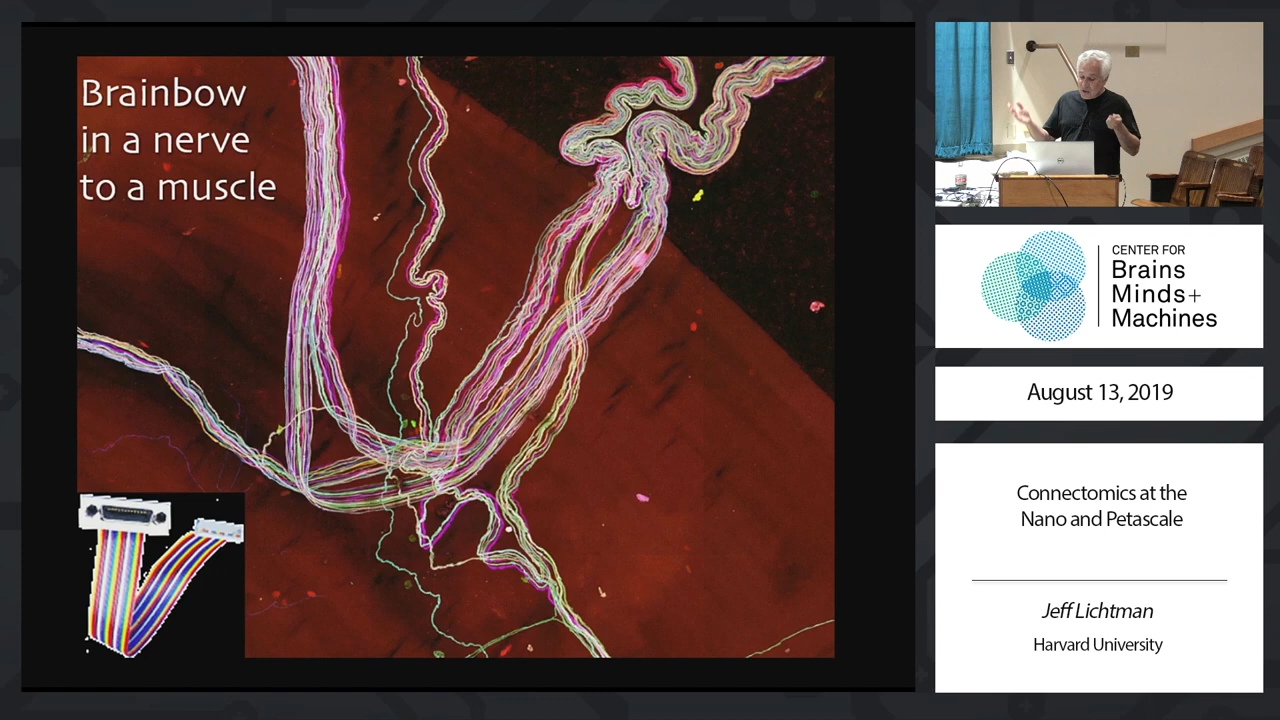 Brainbow
in a nerve
to a muscle
CENTER FOR
Brains
Minds+
Machines
August 13, 2019
Connectomics at the
Nano and Petascale
Jeff Lichtman
Harvard University